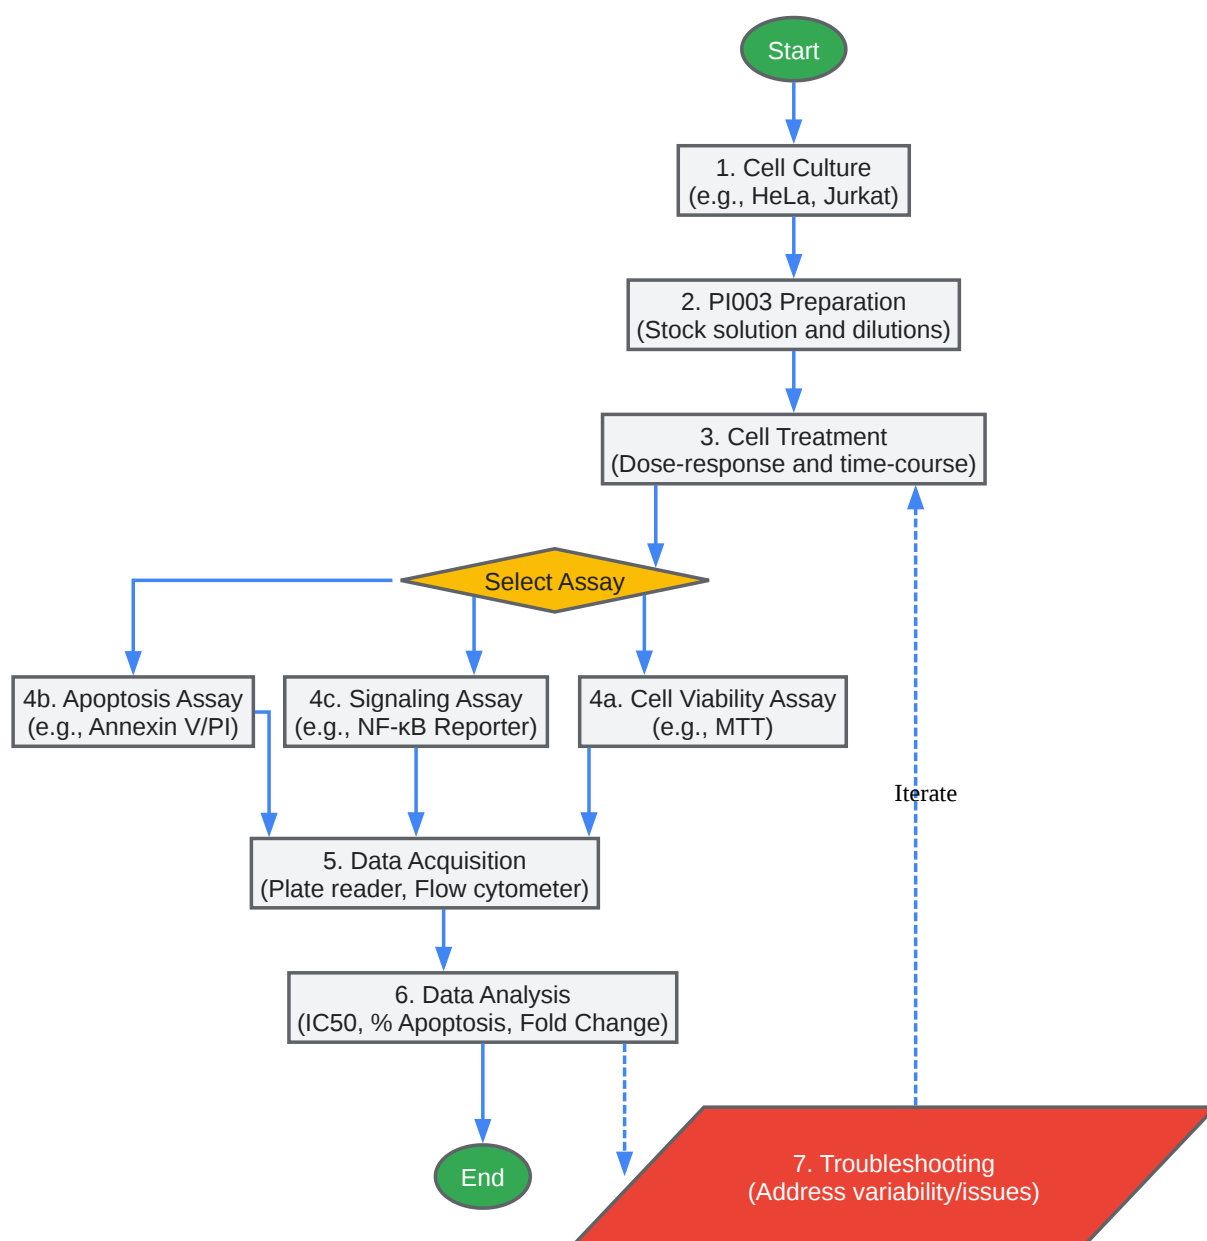 Start
1. Cell Culture
(e.g., HeLa, Jurkat)
2. PI003 Preparation
(Stock solution and dilutions)
3. Cell Treatment
(Dose-response and time-course)
Select Assay
4b. Apoptosis Assay
(e.g., Annexin V/PI)
4c. Signaling Assay
(e.g., NF-κB Reporter)
4a. Cell Viability Assay
(e.g., MTT)
Iterate
5. Data Acquisition
(Plate reader, Flow cytometer)
6. Data Analysis
(IC50, % Apoptosis, Fold Change)
End
7. Troubleshooting
(Address variability/issues)